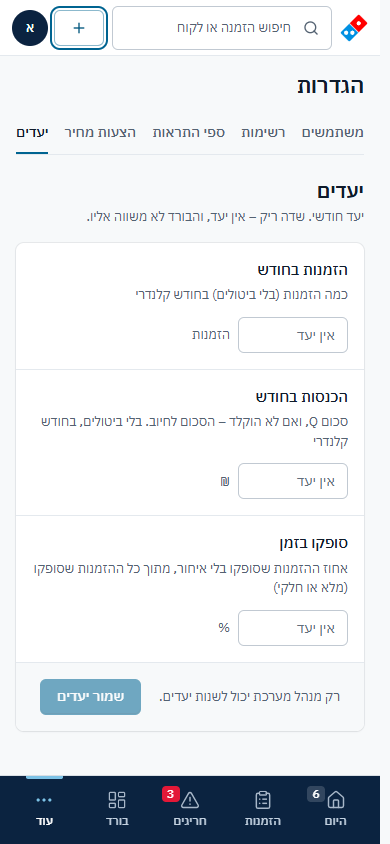 חיפוש הזמנה או לקוח
+
א
הגדרות
משתמשים
רשימות
ספי התראות
הצעות מחיר
יעדים
יעדים
יעד חודשי. שדה ריק – אין יעד, והבורד לא משווה אליו.
הזמנות בחודש
כמה הזמנות (בלי ביטולים) בחודש קלנדרי
אין יעד
הזמנות
הכנסות בחודש
סכום Q, ואם לא הוקלד – הסכום לחיוב. בלי ביטולים, בחודש
קלנדרי
אין יעד
₪
סופקו בזמן
אחוז ההזמנות שסופקו בלי איחור, מתוך כל ההזמנות שסופקו
(מלא או חלקי)
אין יעד
%
רק מנהל מערכת יכול לשנות יעדים.
שמור יעדים
6
היום
הזמנות
3
חריגים
בורד
עוד